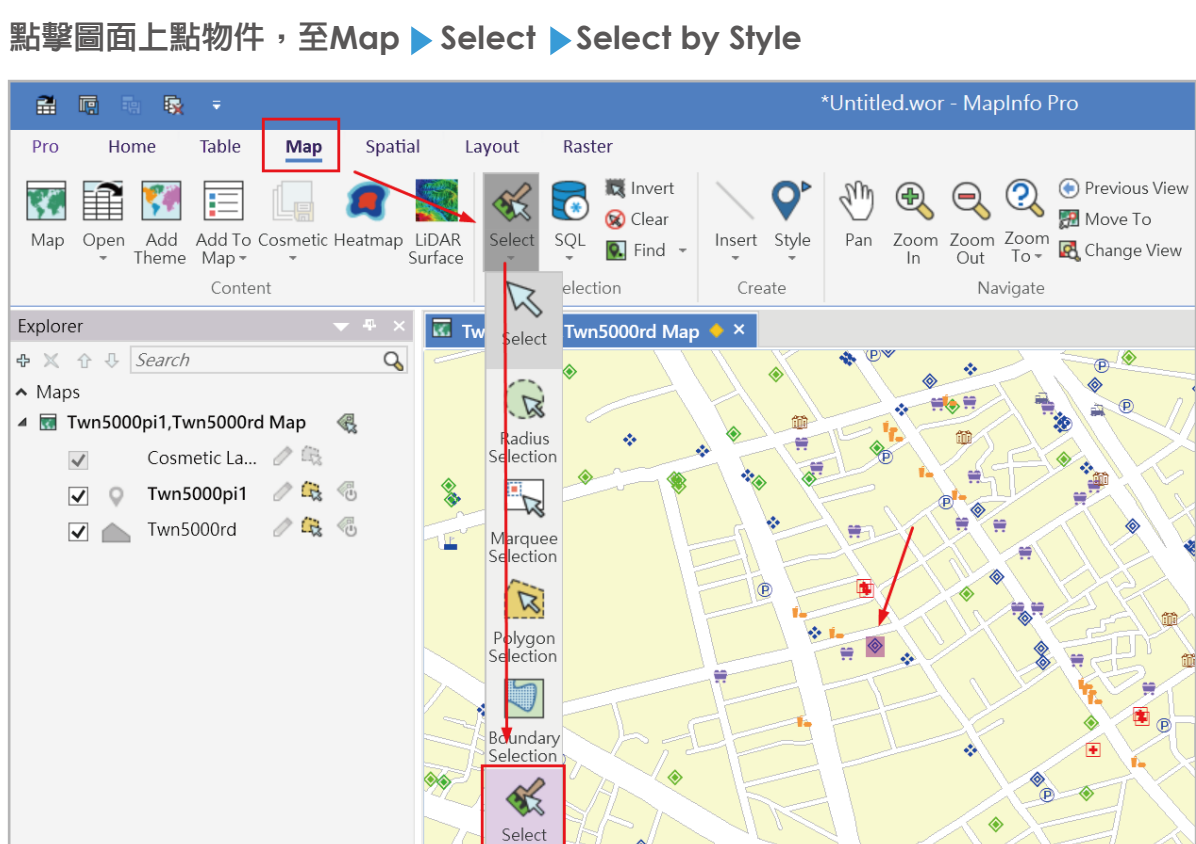 點擊圖面上點物件，至Map ▶ Select ▶ Select by Style
*Untitled.wor - MapInfo Pro
Pro Home Table Map Spatial Layout Raster
Map
Open
Add
Theme
Add To
Map
Cosmetic
Heatmap
LiDAR
Surface
Content
Select
SQL
Invert
Clear
Find
election
Insert
Style
Create
Pan
Zoom
In
Zoom
Out
Zoom
To
Previous View
Move To
Change View
Navigate
Explorer
Search
Maps
Twn5000pi1,Twn5000rd Map
Cosmetic La...
Twn5000pi1
Twn5000rd
Select
Radius
Selection
Marquee
Selection
Polygon
Selection
Boundary
Selection
Select
Tw Twn5000rd Map